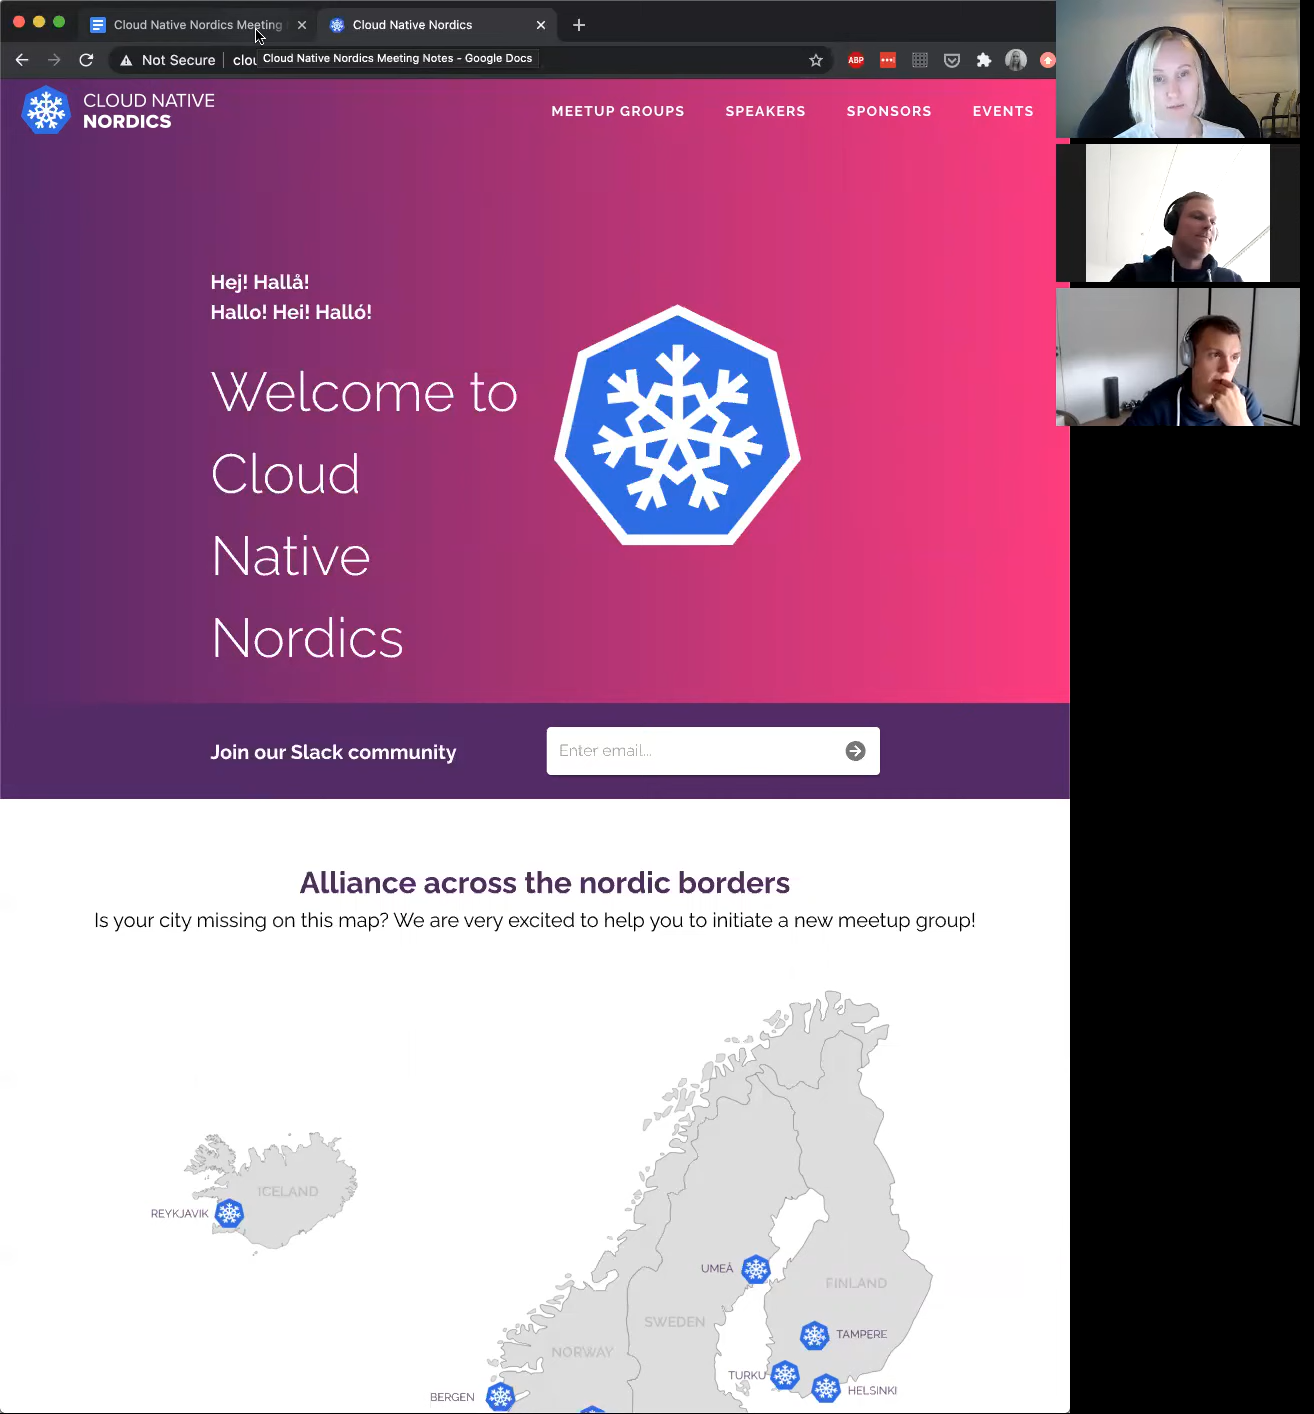 Cloud Native Nordics Meeting
Cloud Native Nordics
Not Secure
Cloud Native Nordics Meeting Notes - Google Docs
ABP
CLOUD NATIVE
NORDICS
MEETUP GROUPS
SPEAKERS
SPONSORS
EVENTS
Hej! Hallå!
Hallo! Hei! Halló!
Welcome to
Cloud
Native
Nordics
Join our Slack community
Enter email...
Alliance across the nordic borders
Is your city missing on this map? We are very excited to help you to initiate a new meetup group!
ICELAND
REYKJAVIK
UMEÅ
FINLAND
SWEDEN
TAMPERE
NORWAY
TURKU
HELSINKI
BERGEN